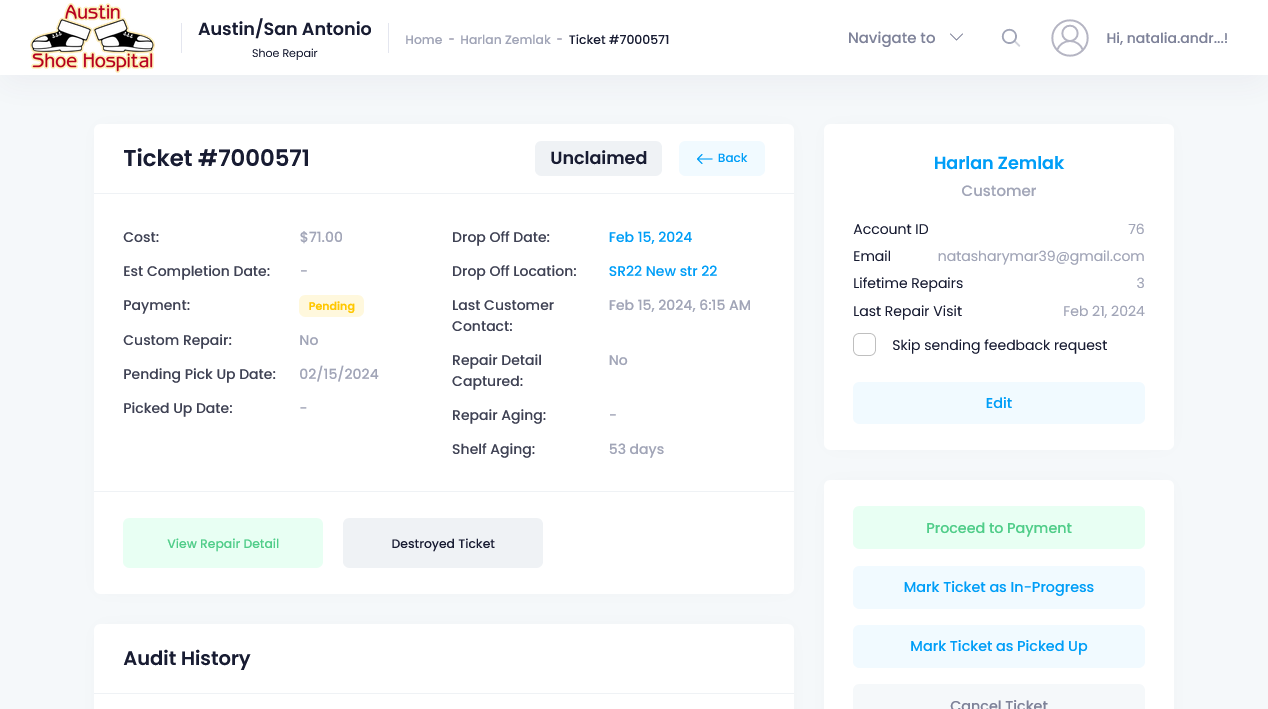 Austin
Shoe Hospital
Austin/San Antonio
Shoe Repair
Home - Harlan Zemlak - Ticket #7000571
Navigate to
Hi, natalia.andr...!
Ticket #7000571
Unclaimed
Back
Cost: $71.00
Est Completion Date: -
Payment: Pending
Custom Repair: No
Pending Pick Up Date: 02/15/2024
Picked Up Date: -
Drop Off Date: Feb 15, 2024
Drop Off Location: SR22 New str 22
Last Customer Feb 15, 2024, 6:15 AM
Contact:
Repair Detail No
Captured:
Repair Aging: -
Shelf Aging: 53 days
View Repair Detail
Destroyed Ticket
Audit History
Harlan Zemlak
Customer
Account ID 76
Email natasharymar39@gmail.com
Lifetime Repairs 3
Last Repair Visit Feb 21, 2024
Skip sending feedback request
Edit
Proceed to Payment
Mark Ticket as In-Progress
Mark Ticket as Picked Up
Cancel Ticket